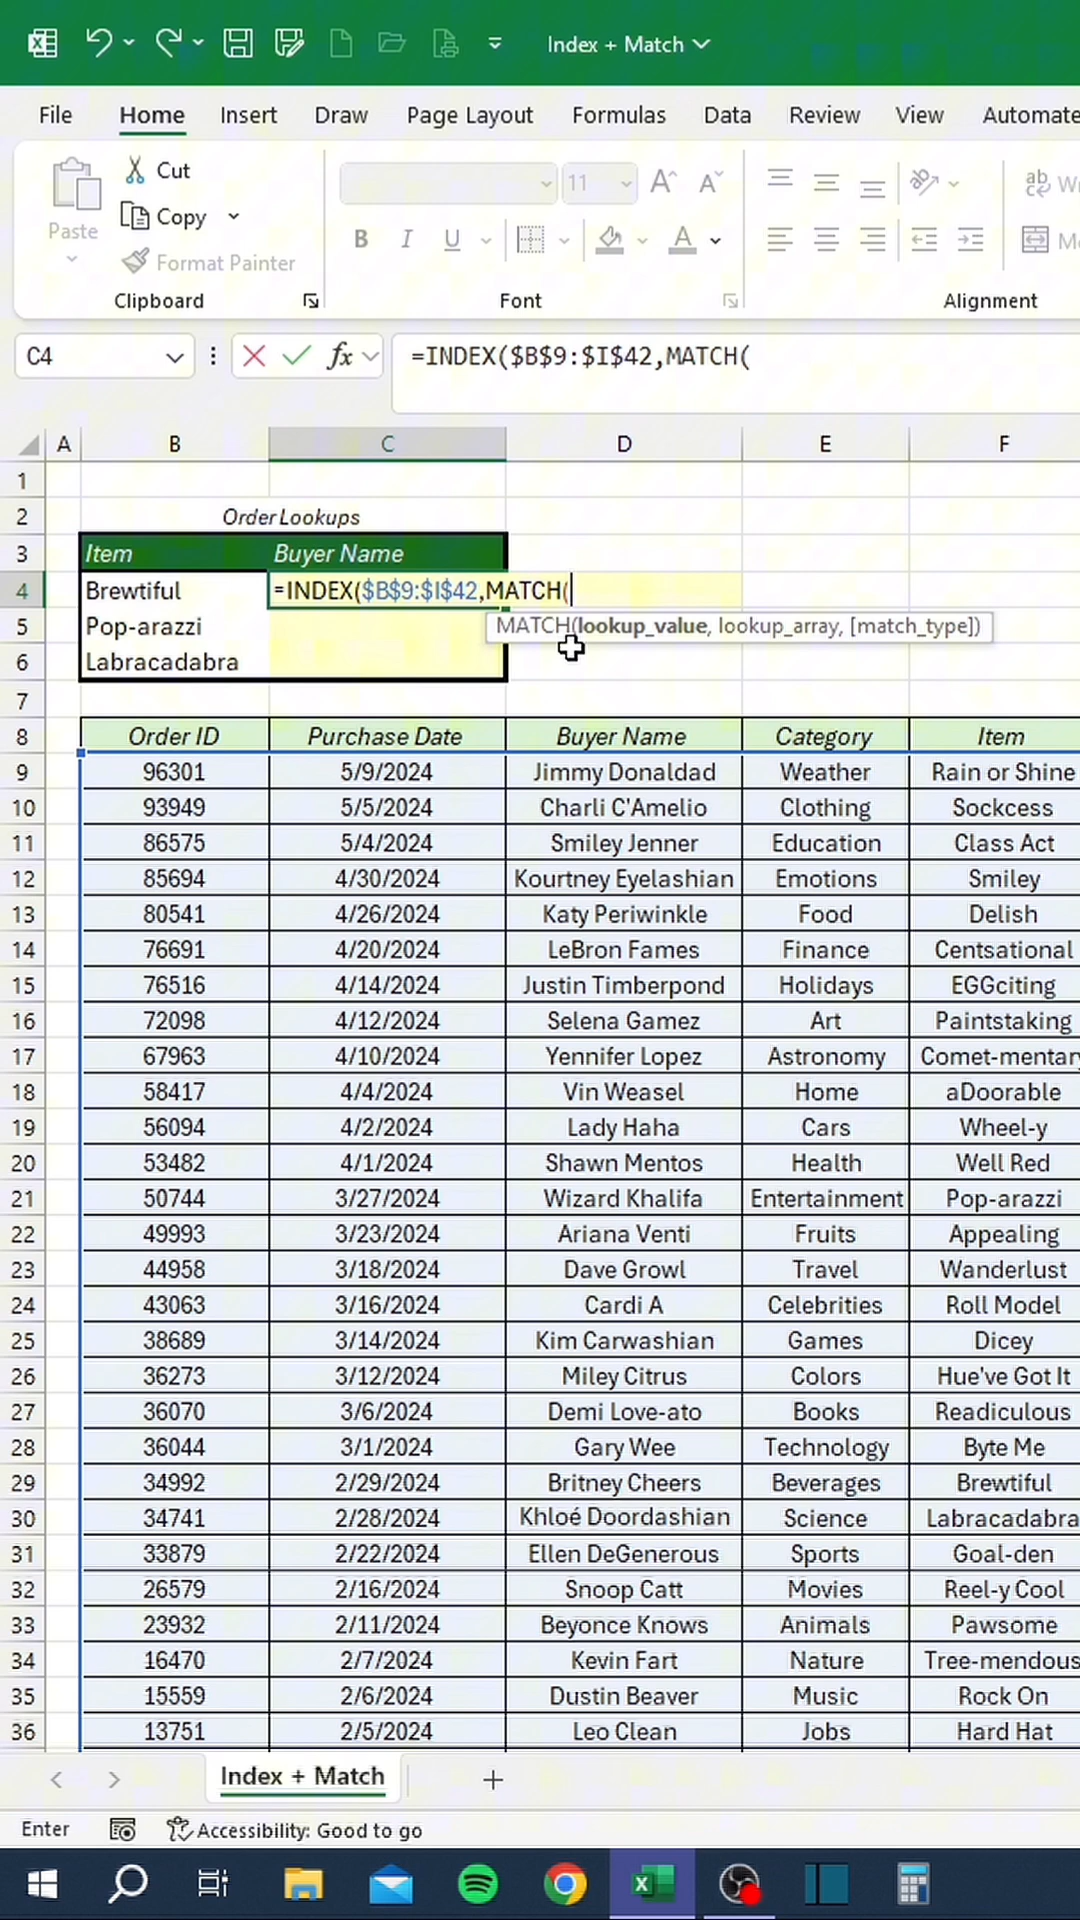 Index + Match
File Home Insert Draw Page Layout Formulas Data Review View Automate
Paste
Cut
Copy
Format Painter
Clipboard
11
A^ A˅
B I U
A
Font
ab
Alignment
C4
fx
=INDEX($B$9:$I$42,MATCH(
A B C D E F
1
2 Order Lookups
3 Item Buyer Name
4 Brewtiful =INDEX($B$9:$I$42,MATCH(
5 Pop-arazzi MATCH(lookup_value, lookup_array, [match_type])
6 Labracadabra
7
8 Order ID Purchase Date Buyer Name Category Item
9 96301 5/9/2024 Jimmy Donaldad Weather Rain or Shine
10 93949 5/5/2024 Charli C'Amelio Clothing Sockcess
11 86575 5/4/2024 Smiley Jenner Education Class Act
12 85694 4/30/2024 Kourtney Eyelashian Emotions Smiley
13 80541 4/26/2024 Katy Periwinkle Food Delish
14 76691 4/20/2024 LeBron Fames Finance Centsational
15 76516 4/14/2024 Justin Timberpond Holidays EGGciting
16 72098 4/12/2024 Selena Gamez Art Paintstaking
17 67963 4/10/2024 Yennifer Lopez Astronomy Comet-mentary
18 58417 4/4/2024 Vin Weasel Home aDoorable
19 56094 4/2/2024 Lady Haha Cars Wheel-y
20 53482 4/1/2024 Shawn Mentos Health Well Red
21 50744 3/27/2024 Wizard Khalifa Entertainment Pop-arazzi
22 49993 3/23/2024 Ariana Venti Fruits Appealing
23 44958 3/18/2024 Dave Growl Travel Wanderlust
24 43063 3/16/2024 Cardi A Celebrities Roll Model
25 38689 3/14/2024 Kim Carwashian Games Dicey
26 36273 3/12/2024 Miley Citrus Colors Hue've Got It
27 36070 3/6/2024 Demi Love-ato Books Readiculous
28 36044 3/1/2024 Gary Wee Technology Byte Me
29 34992 2/29/2024 Britney Cheers Beverages Brewtiful
30 34741 2/28/2024 Khloé Doordashian Science Labracadabra
31 33879 2/22/2024 Ellen DeGenerous Sports Goal-den
32 26579 2/16/2024 Snoop Catt Movies Reel-y Cool
33 23932 2/11/2024 Beyonce Knows Animals Pawsome
34 16470 2/7/2024 Kevin Fart Nature Tree-mendous
35 15559 2/6/2024 Dustin Beaver Music Rock On
36 13751 2/5/2024 Leo Clean Jobs Hard Hat
Index + Match
Enter
Accessibility: Good to go